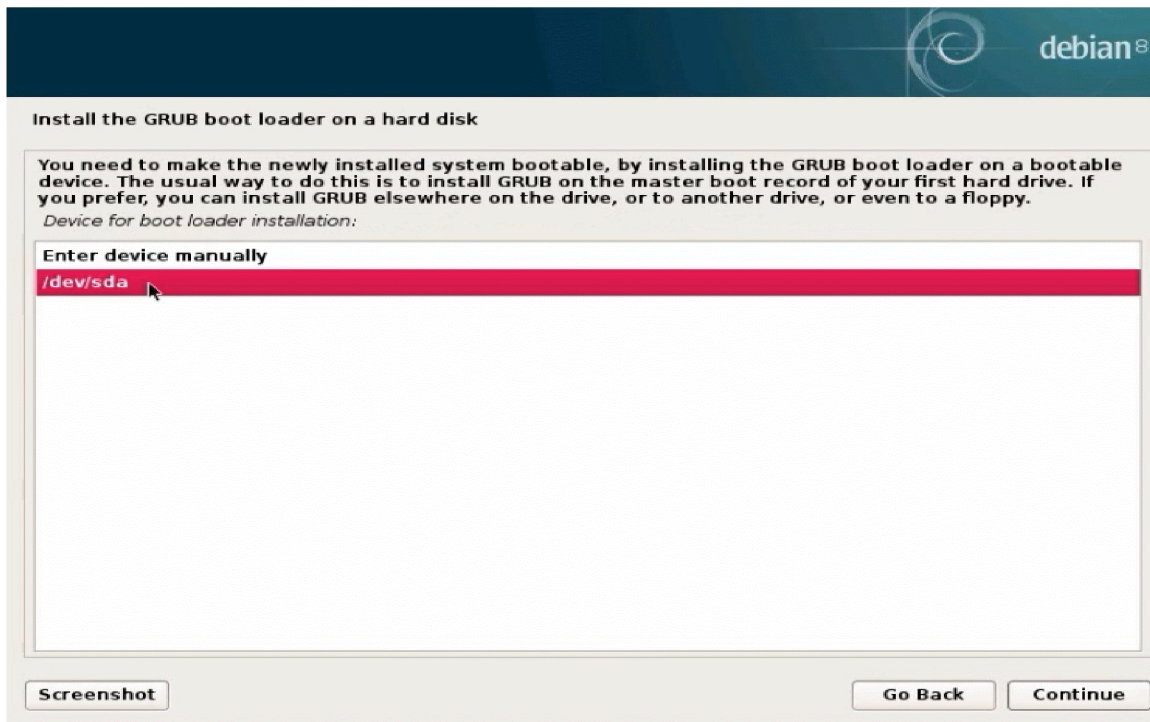 debian 8
Install the GRUB boot loader on a hard disk
You need to make the newly installed system bootable, by installing the GRUB boot loader on a bootable
device. The usual way to do this is to install GRUB on the master boot record of your first hard drive. If
you prefer, you can install GRUB elsewhere on the drive, or to another drive, or even to a floppy.
Device for boot loader installation:
Enter device manually
/dev/sda
Screenshot
Go Back
Continue